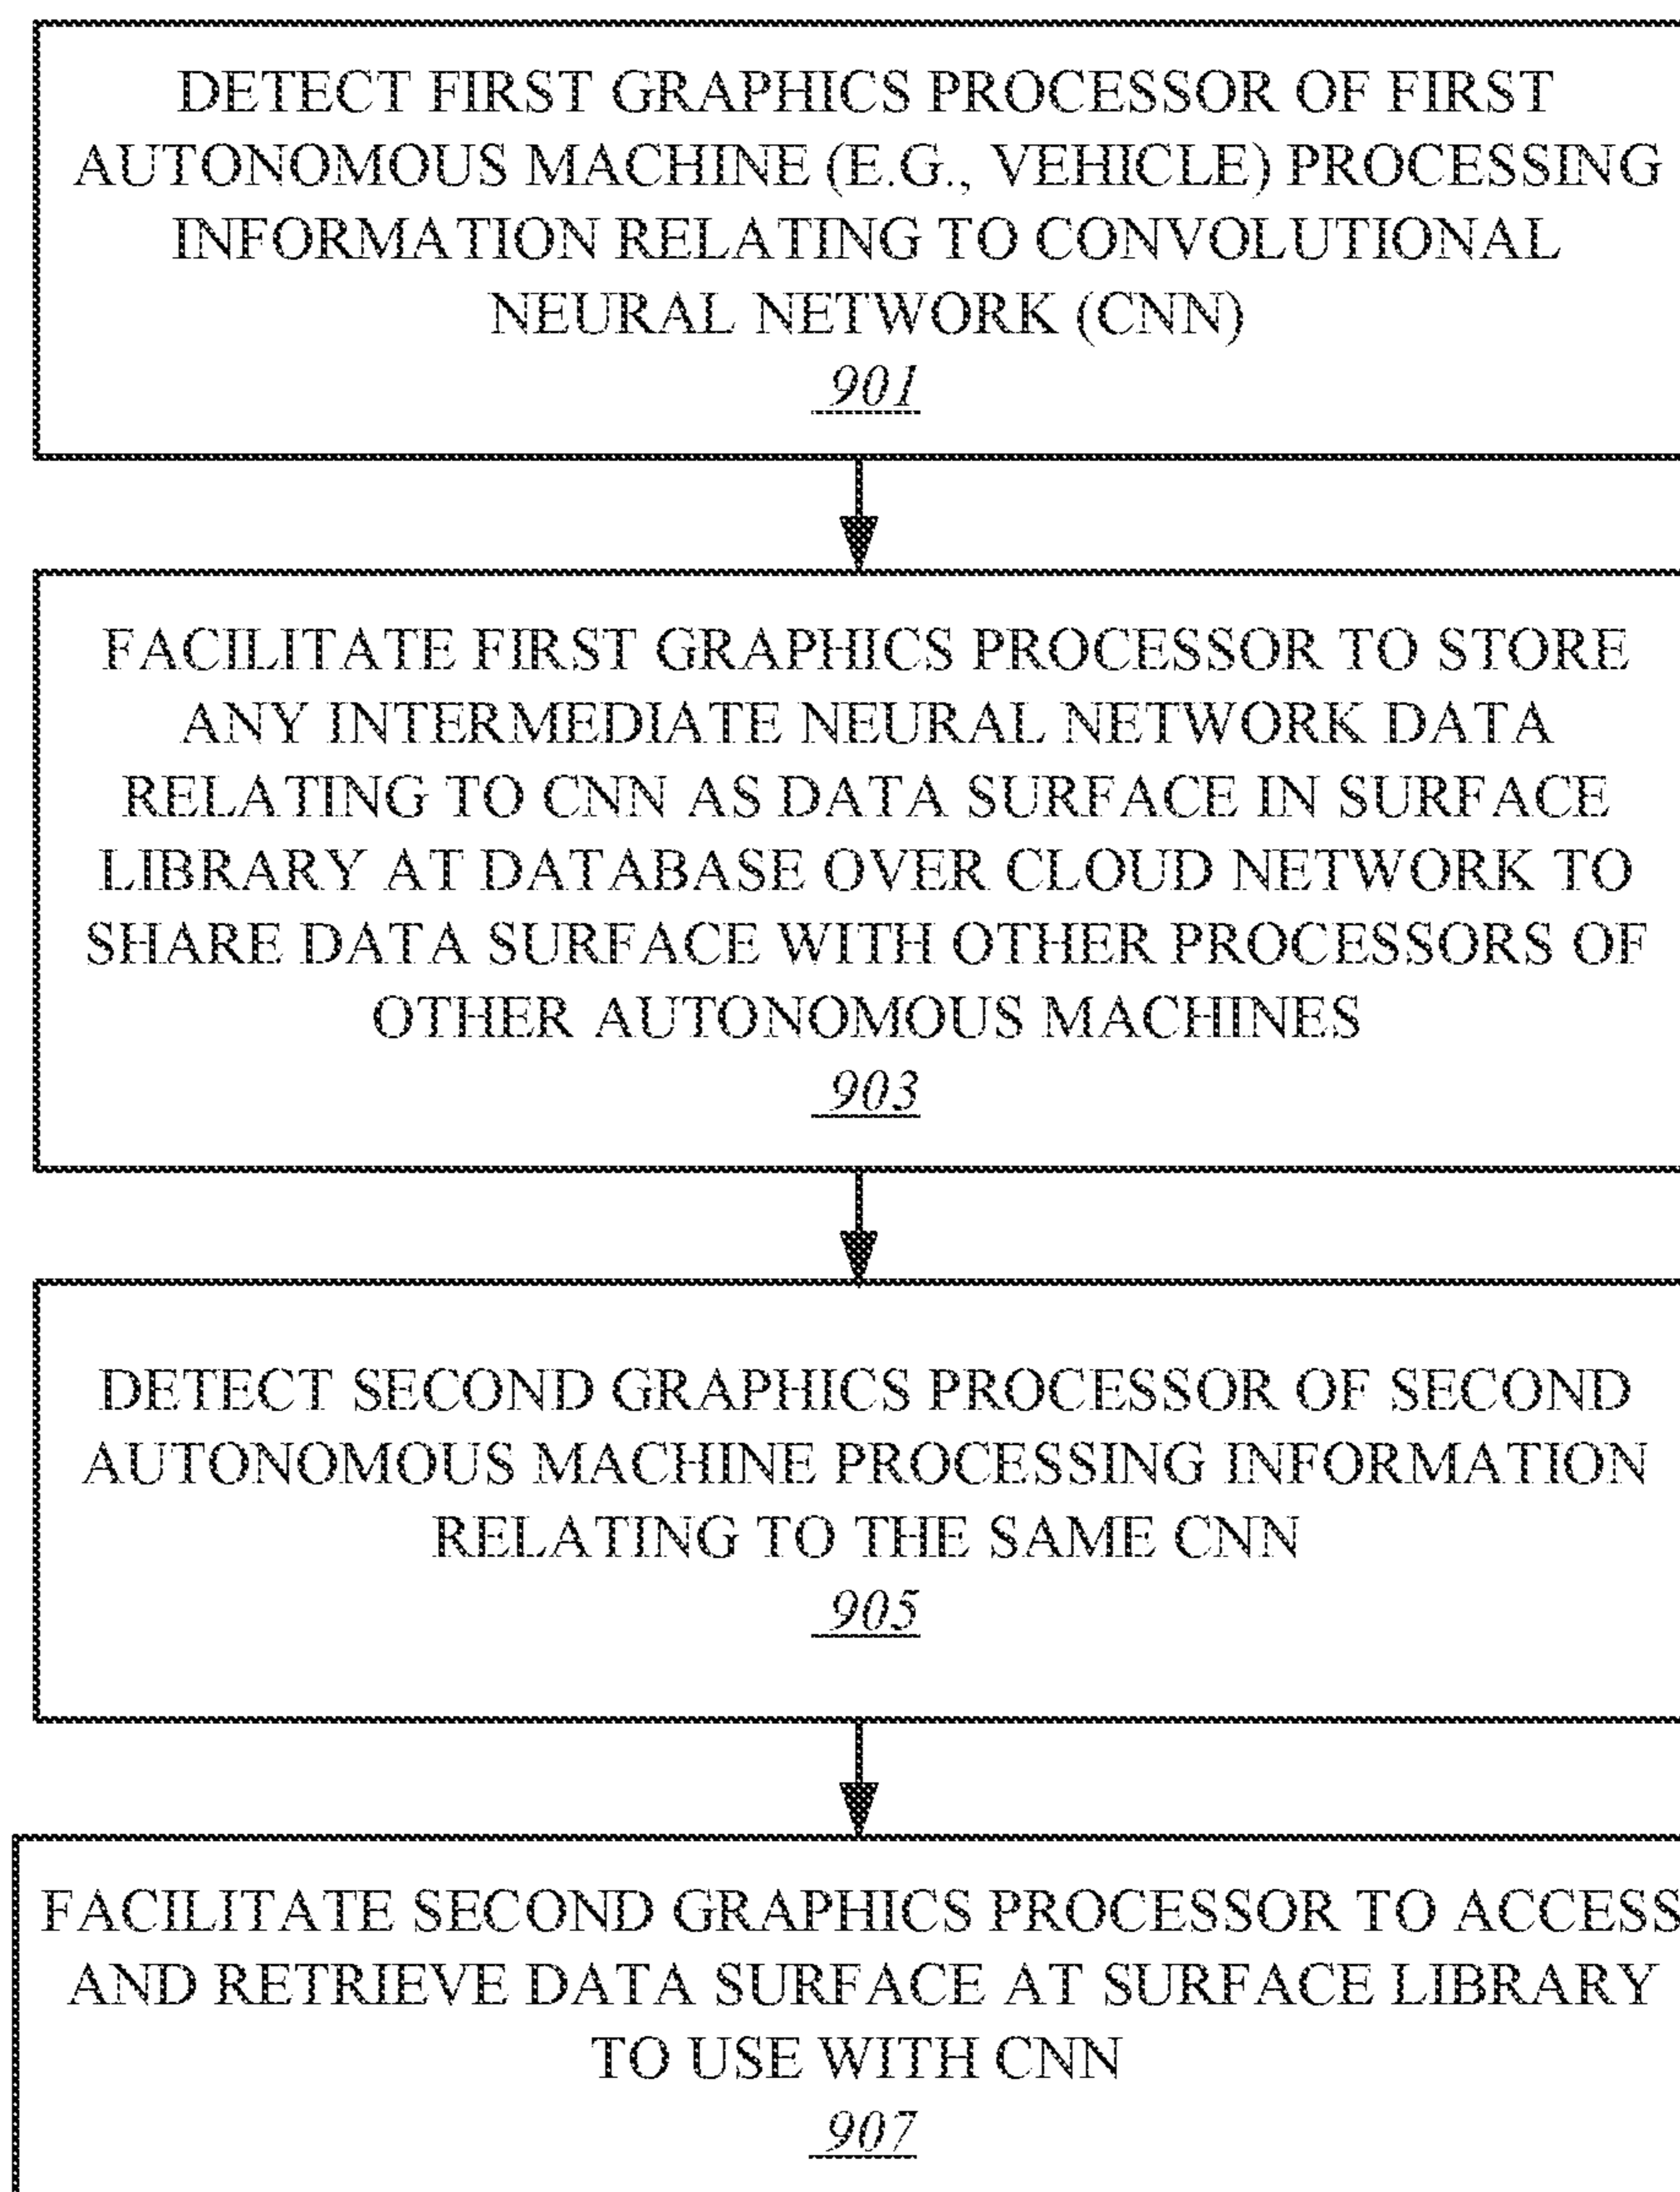 DETECT FIRST GRAPHICS PROCESSOR OF FIRST
AUTONOMOUS MACHINE (E.G., VEHICLE) PROCESSING
INFORMATION RELATING TO CONVOLUTIONAL
NEURAL NETWORK (CNN)
901
FACILITATE FIRST GRAPHICS PROCESSOR TO STORE
ANY INTERMEDIATE NEURAL NETWORK DATA
RELATING TO CNN AS DATA SURFACE IN SURFACE
LIBRARY AT DATABASE OVER CLOUD NETWORK TO
SHARE DATA SURFACE WITH OTHER PROCESSORS OF
OTHER AUTONOMOUS MACHINES
903
DETECT SECOND GRAPHICS PROCESSOR OF SECOND
AUTONOMOUS MACHINE PROCESSING INFORMATION
RELATING TO THE SAME CNN
905
FACILITATE SECOND GRAPHICS PROCESSOR TO ACCESS
AND RETRIEVE DATA SURFACE AT SURFACE LIBRARY
TO USE WITH CNN
907